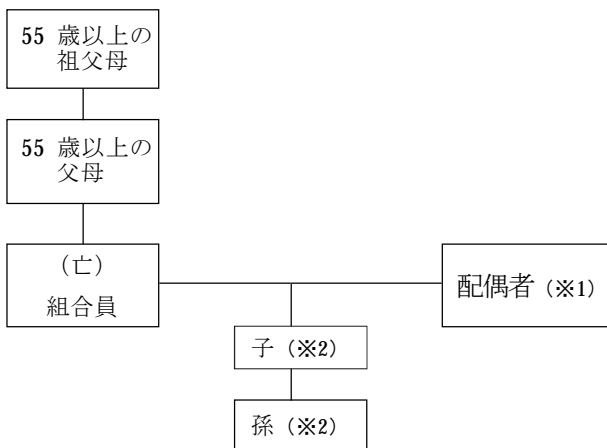 55 歳以上の
祖父母
55 歳以上の
父母
(亡)
組合員
配偶者 (※1)
子 (※2)
孫 (※2)